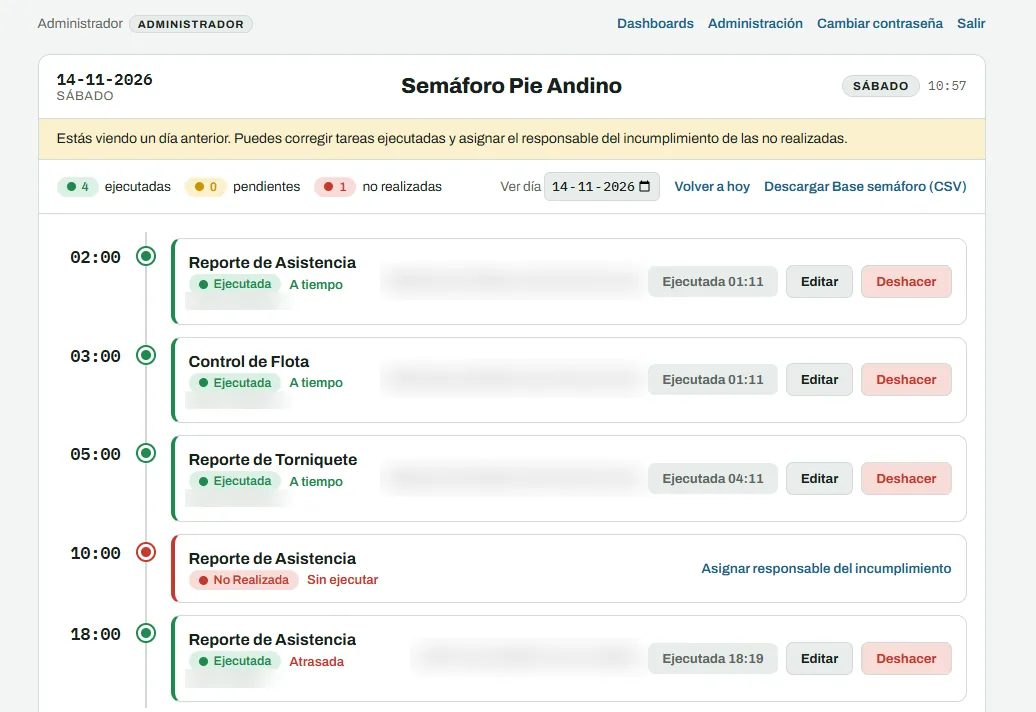 Administrador ADMINISTRADOR Dashboards Administración Cambiar contraseña Salir
14-11-2026
SÁBADO
Semáforo Pie Andino
SÁBADO 10:57
Estás viendo un día anterior. Puedes corregir tareas ejecutadas y asignar el responsable del incumplimiento de las no realizadas.
4 ejecutadas 0 pendientes 1 no realizadas Ver día 14-11-2026 Volver a hoy Descargar Base semáforo (CSV)
02:00
Reporte de Asistencia
Ejecutada A tiempo
Ejecutada 01:11 Editar Deshacer
03:00
Control de Flota
Ejecutada A tiempo
Ejecutada 01:11 Editar Deshacer
05:00
Reporte de Torniquete
Ejecutada A tiempo
Ejecutada 04:11 Editar Deshacer
10:00
Reporte de Asistencia
No Realizada Sin ejecutar
Asignar responsable del incumplimiento
18:00
Reporte de Asistencia
Ejecutada Atrasada
Ejecutada 18:19 Editar Deshacer